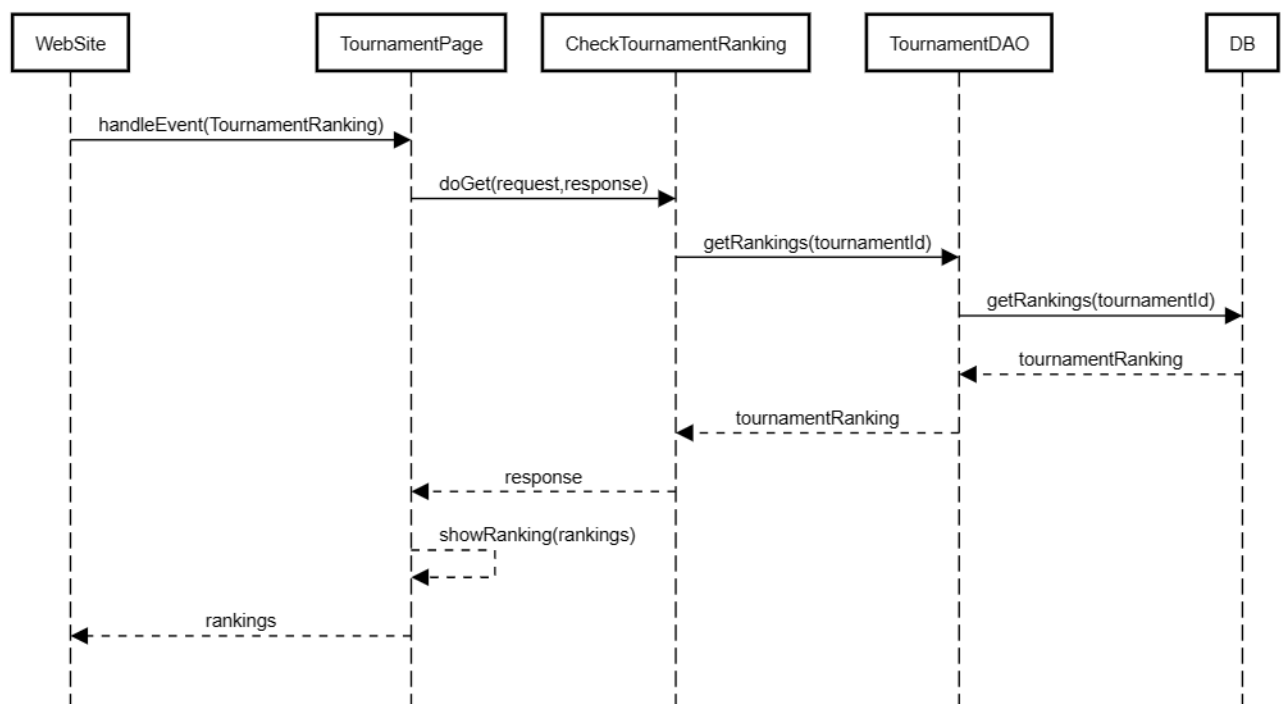 WebSite
TournamentPage
CheckTournamentRanking
TournamentDAO
DB
handleEvent(TournamentRanking)
doGet(request,response)
getRankings(tournamentId)
getRankings(tournamentId)
tournamentRanking
tournamentRanking
response
showRanking(rankings)
rankings